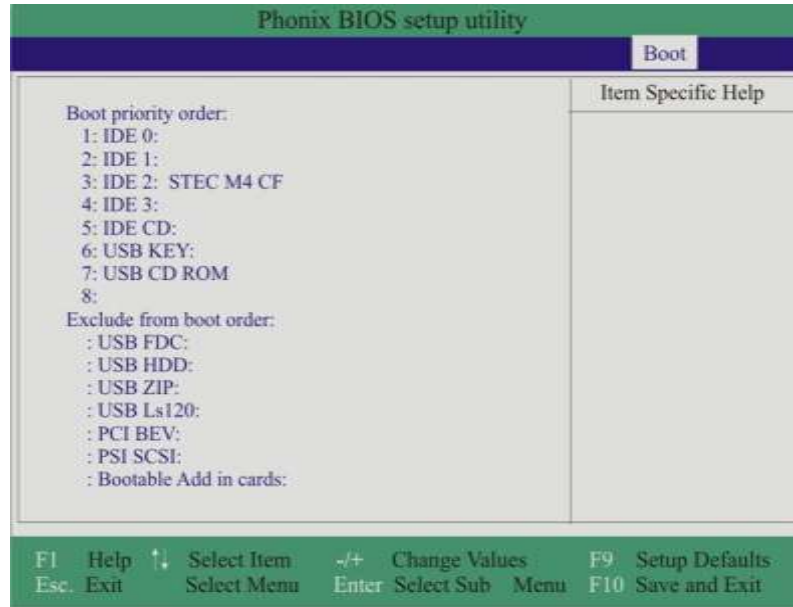 Phonix BIOS setup utility
Boot
Item Specific Help
Boot priority order:
1: IDE 0:
2: IDE 1:
3: IDE 2: STEC M4 CF
4: IDE 3:
5: IDE CD:
6: USB KEY:
7: USB CD ROM
8:
Exclude from boot order:
: USB FDC:
: USB HDD:
: USB ZIP:
: USB Ls120:
: PCI BEV:
: PSI SCSI:
: Bootable Add in cards:
F1 Help ↑↓ Select Item -/+ Change Values F9 Setup Defaults
Esc. Exit Select Menu Enter Select Sub Menu F10 Save and Exit